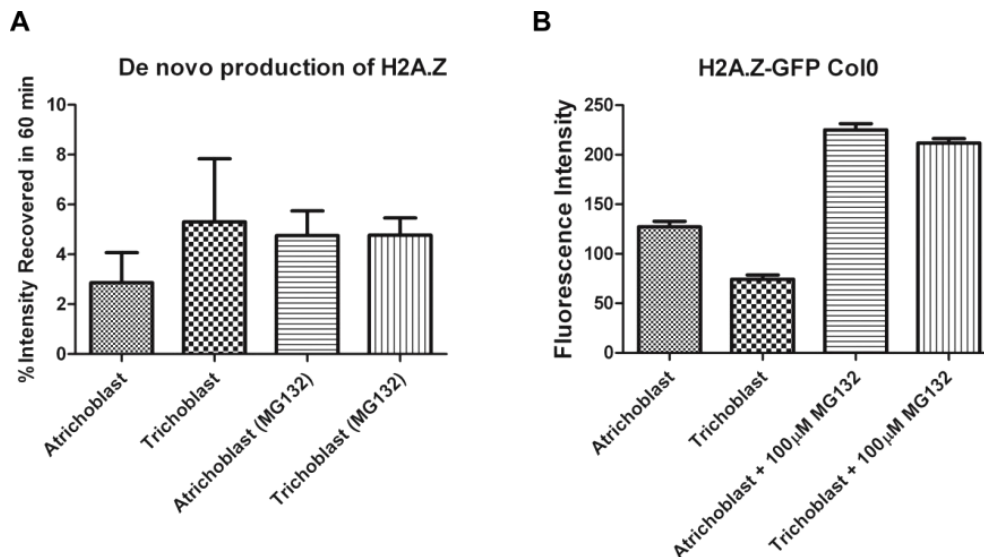 A
De novo production of H2A.Z
%Intensity Recovered in 60 min
10
8
6
4
2
0
Atrichoblast
Trichoblast
Atrichoblast (MG132)
Trichoblast (MG132)
B
H2A.Z-GFP Col0
Fluorescence Intensity
250
200
150
100
50
0
Atrichoblast
Trichoblast
Atrichoblast + 100µM MG132
Trichoblast + 100µM MG132